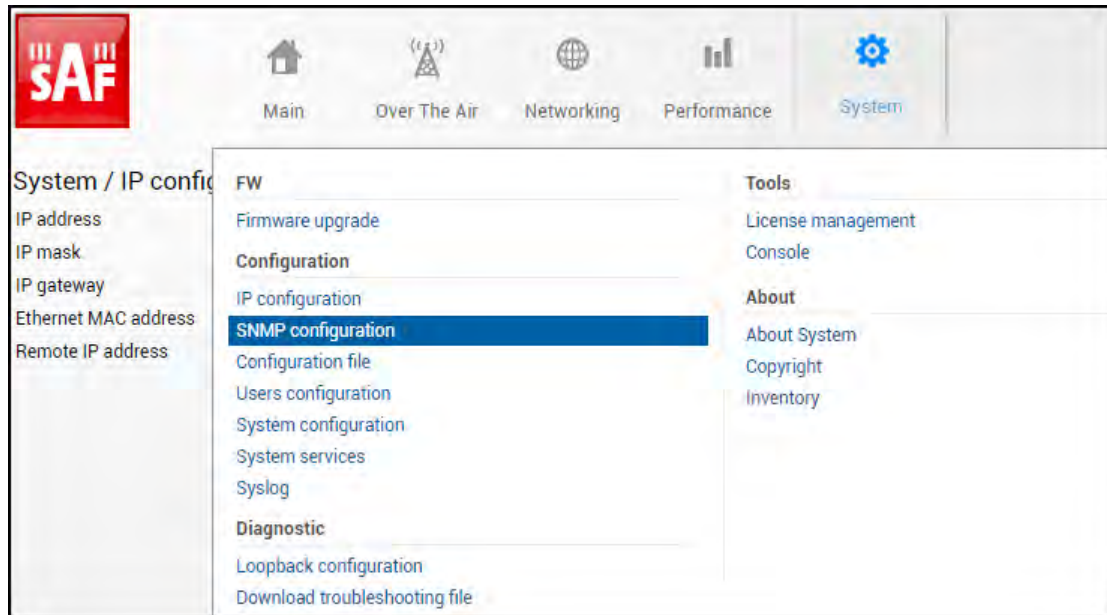 SAF
Main
Over The Air
Networking
Performance
System
System / IP config
IP address
IP mask
IP gateway
Ethernet MAC address
Remote IP address
FW
Firmware upgrade
Configuration
IP configuration
SNMP configuration
Configuration file
Users configuration
System configuration
System services
Syslog
Diagnostic
Loopback configuration
Download troubleshooting file
Tools
License management
Console
About
About System
Copyright
Inventory